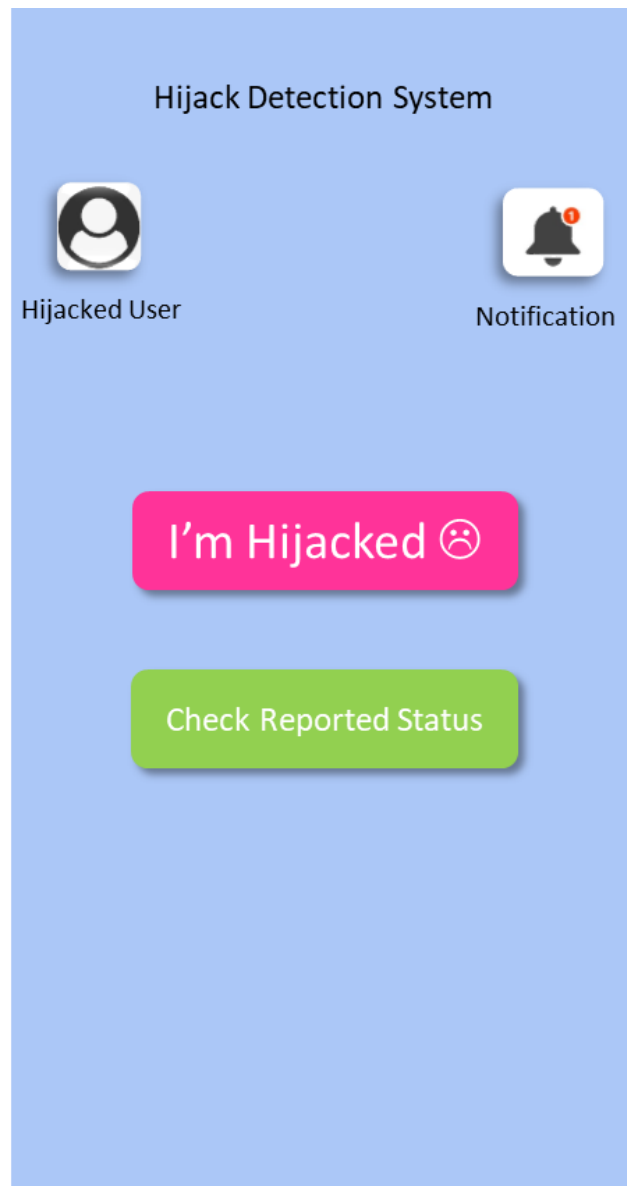 Hijack Detection System
1
Hijacked User
Notification
I’m Hijacked ☹
Check Reported Status